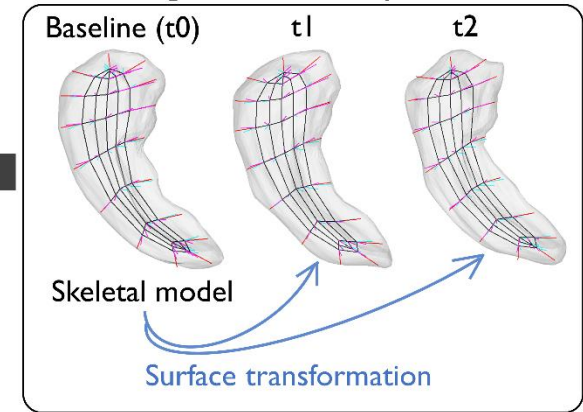 Baseline (t0) t1 t2
Skeletal model
Surface transformation